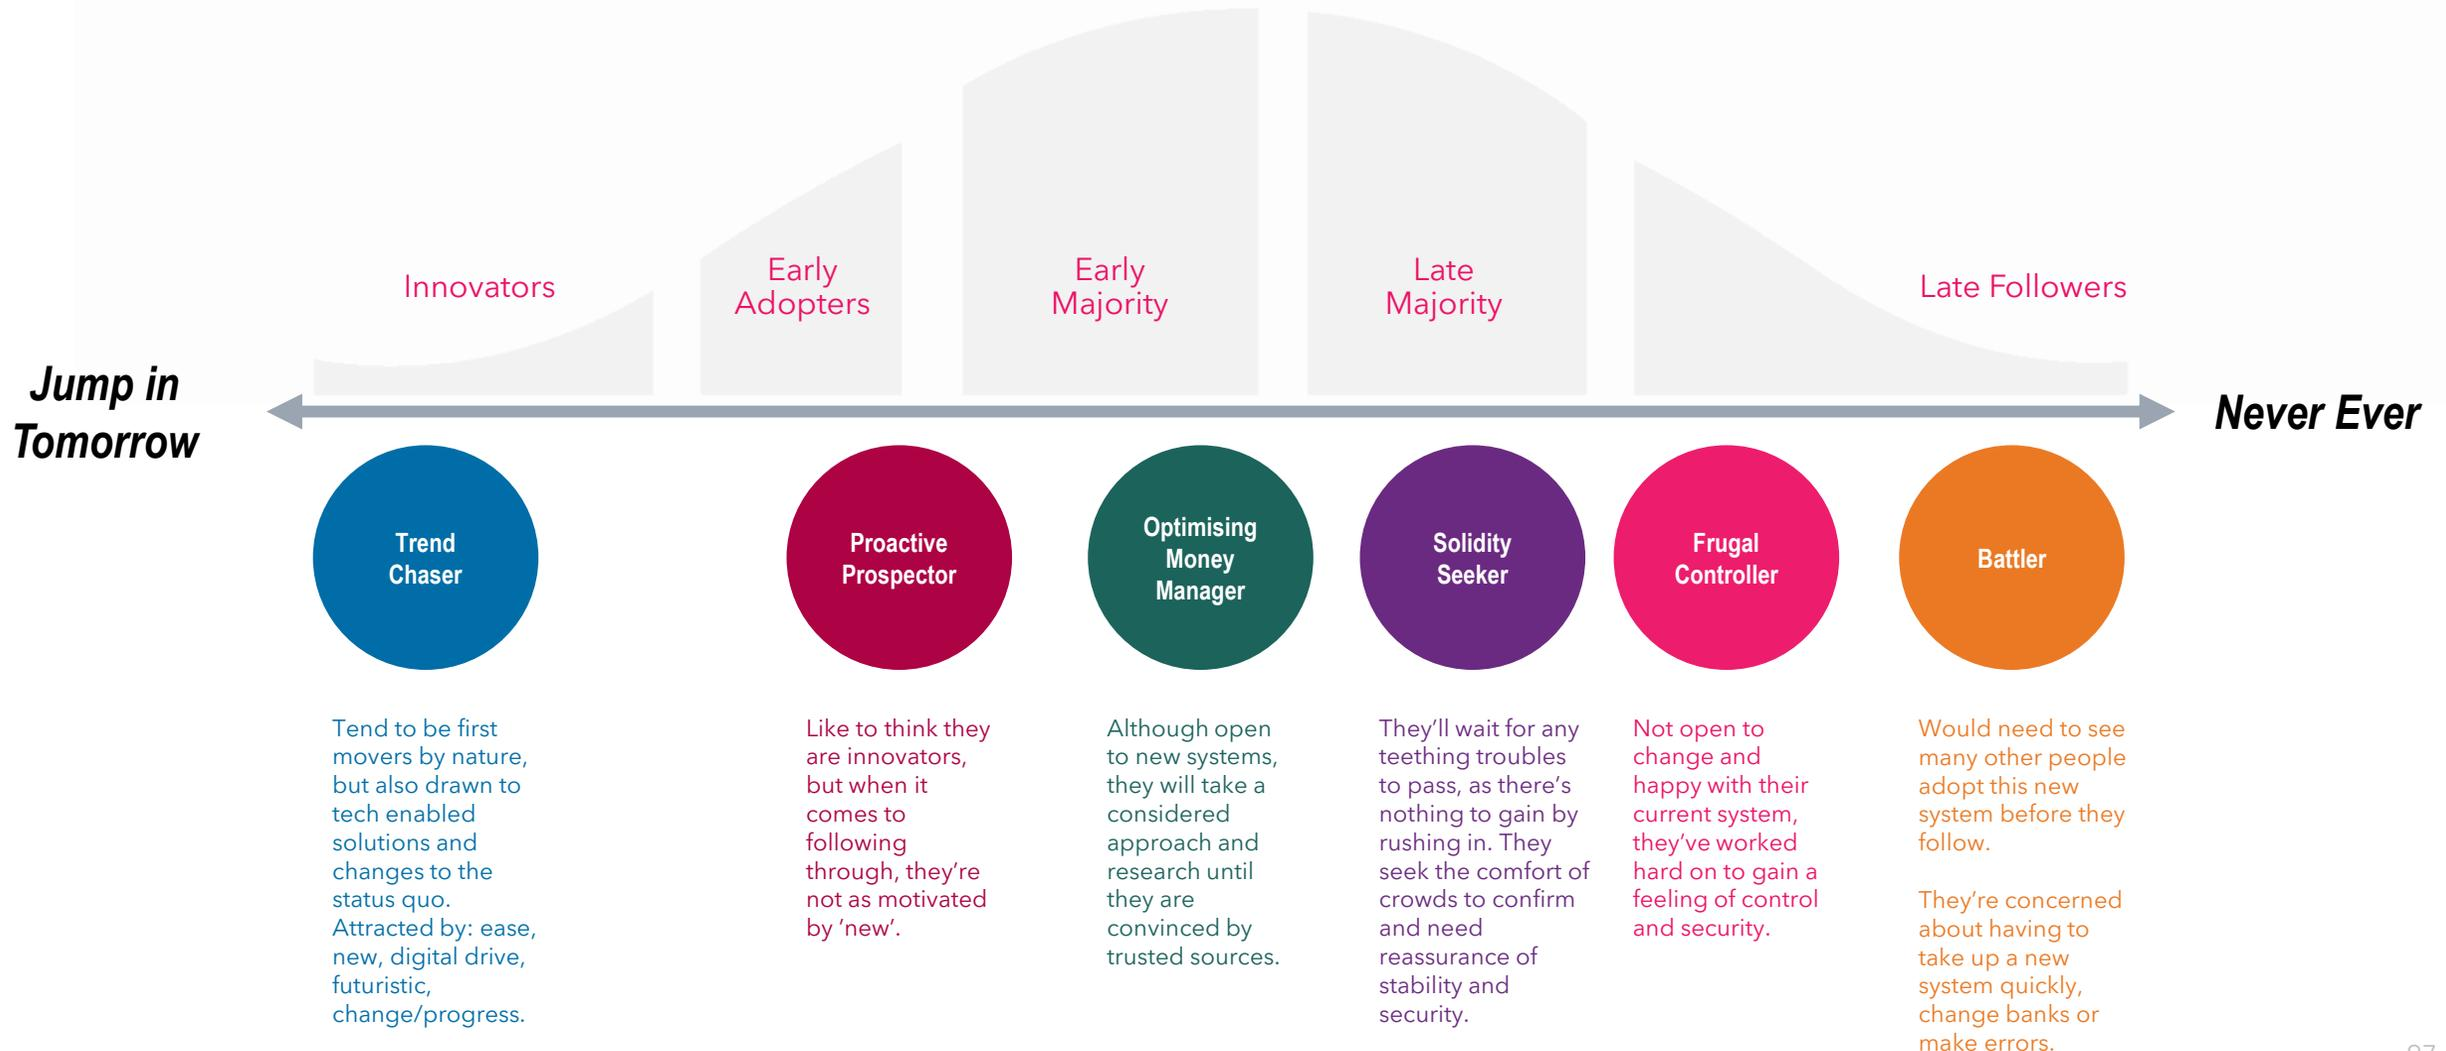 Innovators
Early
Adopters
Early
Majority
Late
Majority
Late Followers
Jump in
Tomorrow
Never Ever
Trend
Chaser
Proactive
Prospector
Optimising
Money
Manager
Solidity
Seeker
Frugal
Controller
Battler
Tend to be first
movers by nature,
but also drawn to
tech enabled
solutions and
changes to the
status quo.
Attracted by: ease,
new, digital drive,
futuristic,
change/progress.
Like to think they
are innovators,
but when it
comes to
following
through, they’re
not as motivated
by ‘new’.
Although open
to new systems,
they will take a
considered
approach and
research until
they are
convinced by
trusted sources.
They’ll wait for any
teething troubles
to pass, as there’s
nothing to gain by
rushing in. They
seek the comfort of
crowds to confirm
and need
reassurance of
stability and
security.
Not open to
change and
happy with their
current system,
they’ve worked
hard on to gain a
feeling of control
and security.
Would need to see
many other people
adopt this new
system before they
follow.
They’re concerned
about having to
take up a new
system quickly,
change banks or
make errors.